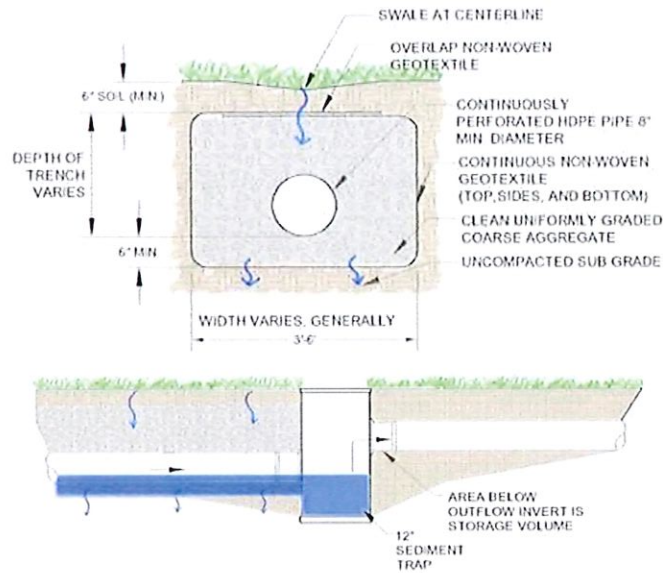 SWALE AT CENTERLINE
OVERLAP NON-WOVEN
GEOTEXTILE
6" SOIL (MIN.)
CONTINUOUSLY
PERFORATED HDPE PIPE 8"
MIN. DIAMETER
DEPTH OF
TRENCH
VARIES
CONTINUOUS NON-WOVEN
GEOTEXTILE
(TOP, SIDES, AND BOTTOM)
CLEAN UNIFORMLY GRADED
COARSE AGGREGATE
6" MIN
UNCOMPACTED SUB GRADE
WIDTH VARIES, GENERALLY
3'-6'
AREA BELOW
OUTFLOW INVERT IS
STORAGE VOLUME
12"
SEDIMENT
TRAP